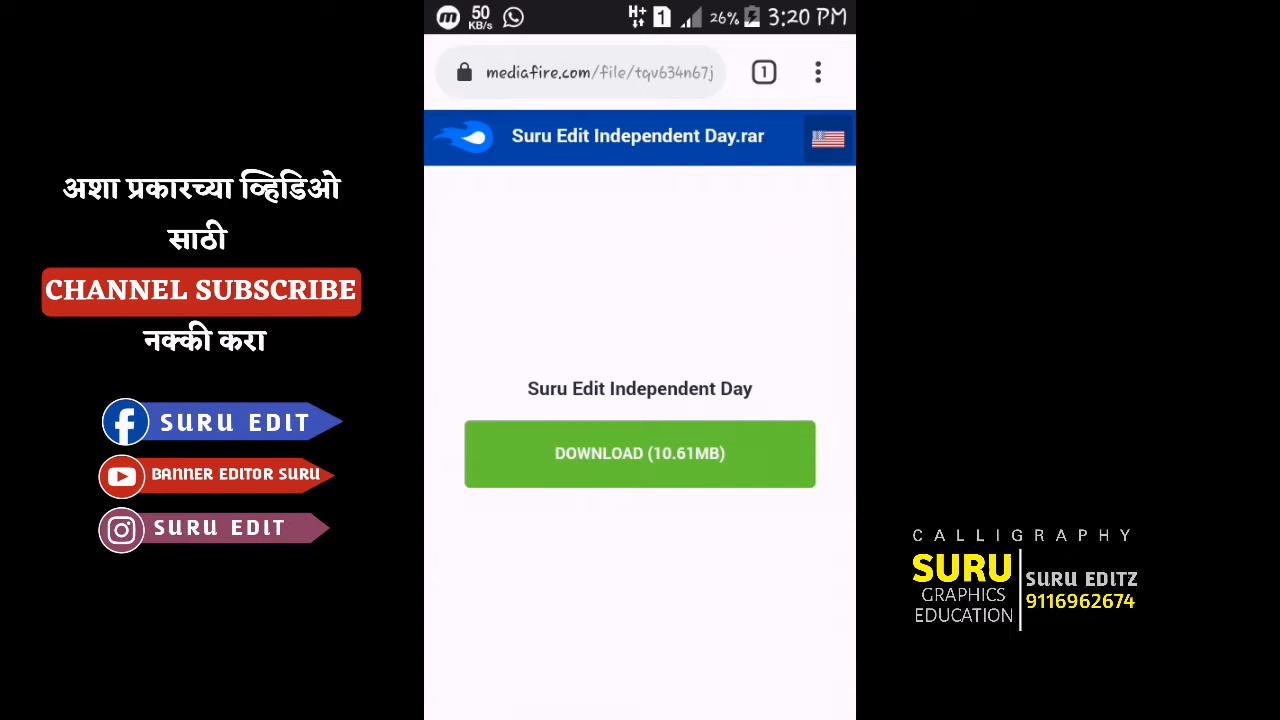 50
KB/s
H+
1
26%
3:20 PM
mediafire.com/file/tqv634n67j
1
Suru Edit Independent Day.rar
अशा प्रकारच्या व्हिडिओ
साठी
CHANNEL SUBSCRIBE
नक्की करा
SURU EDIT
BANNER EDITOR SURU
SURU EDIT
Suru Edit Independent Day
DOWNLOAD (10.61MB)
CALLIGRAPHY
SURU
GRAPHICS
EDUCATION
SURU EDITZ
9116962674